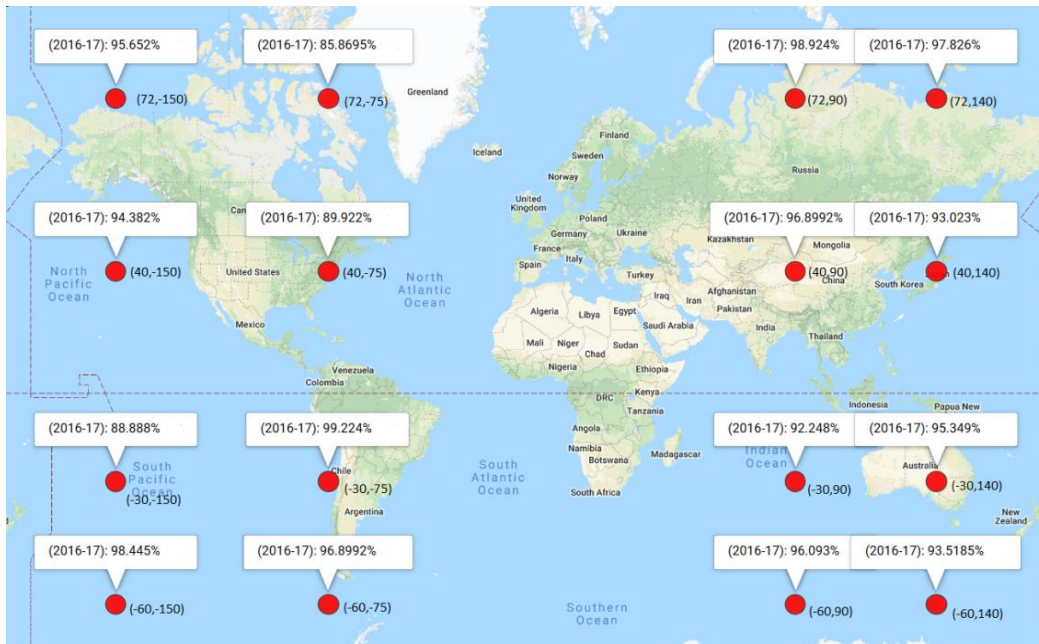 (2016-17): 95.652%
(2016-17): 85.8695%
(2016-17): 98.924%
(2016-17): 97.826%
Greenland
(72,-150)
(72,-75)
(72,90)
(72,140)
Iceland
Finland
Sweden
Norway
Russia
(2016-17): 94.382%
(2016-17): 89.922%
(2016-17): 96.8992%
(2016-17): 93.023%
United
Kingdom
Poland
Germany
Ukraine
Kazakhstan
Mongolia
France
Italy
Spain
Turkey
North
Pacific
Ocean
(40,-150)
United States
(40,-75)
North
Atlantic
Ocean
(40,90)
China
South Korea
(40,140)
Afghanistan
Iraq
Iran
Pakistan
Algeria
Libya
Egypt
Saudi Arabia
India
Mexico
Mali
Niger
Chad
Sudan
Thailand
Nigeria
Ethiopia
Venezuela
Colombia
DRC
Kenya
Tanzania
Indonesia
Papua New
(2016-17): 88.888%
(2016-17): 99.224%
(2016-17): 92.248%
(2016-17): 95.349%
Angola
Namibia
Botswana
Madagascar
Indian
Ocean
South
Pacific
Ocean
(-30,-150)
Chile
(-30,-75)
South
Atlantic
Ocean
South Africa
(-30,90)
Australia
(-30,140)
Argentina
New
Zealand
(2016-17): 98.445%
(2016-17): 96.8992%
(2016-17): 96.093%
(2016-17): 93.5185%
(-60,-150)
(-60,-75)
Southern
Ocean
(-60,90)
(-60,140)